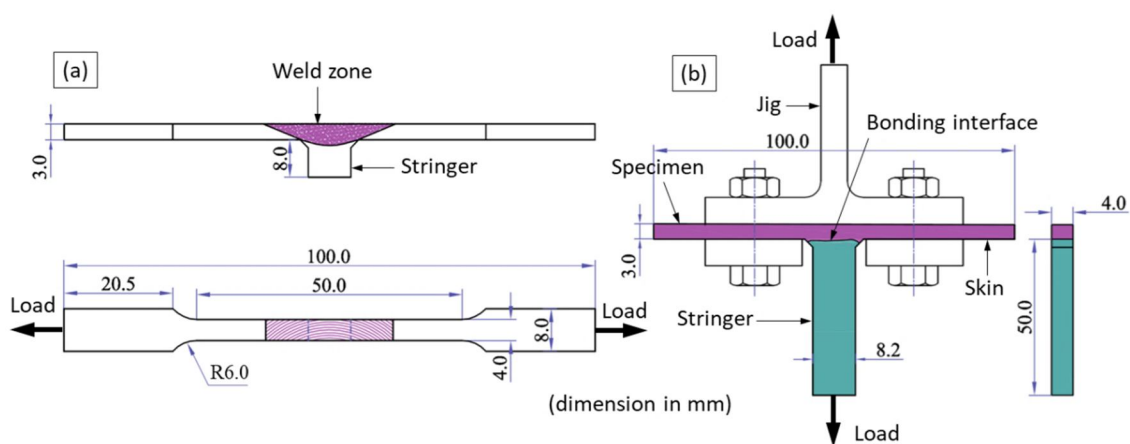 (a)
Weld zone
3.0
8.0
Stringer
100.0
20.5
50.0
Load
Load
8.0
4.0
R6.0
(b)
Load
Jig
Bonding interface
100.0
Specimen
4.0
3.0
Skin
50.0
Stringer
8.2
(dimension in mm)
Load